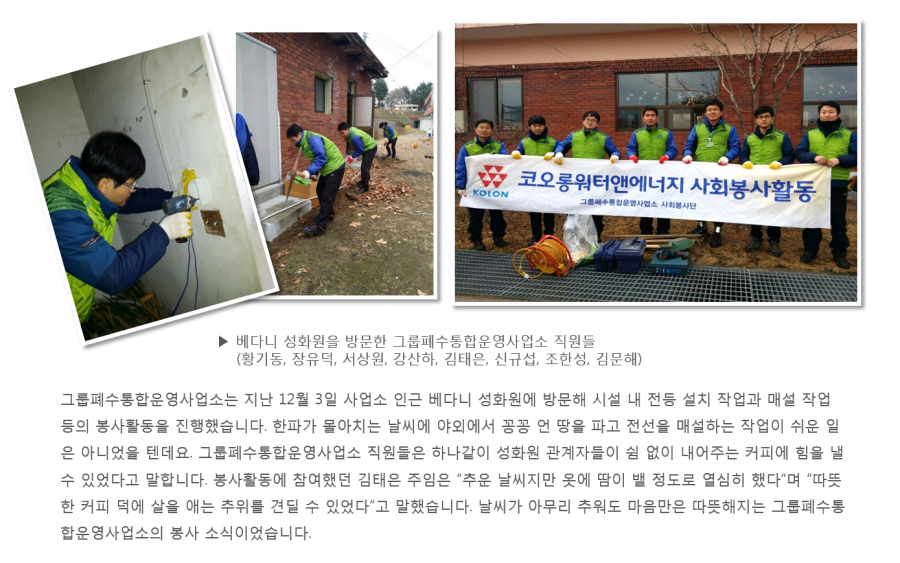 KOLON
코오롱워터앤에너지 사회봉사활동
그룹폐수통합운영사업소 사회봉사단
▶ 베다니 성화원을 방문한 그룹폐수통합운영사업소 직원들
(황기동, 장유덕, 서상원, 강산하, 김태은, 신규섭, 조한성, 김문해)
그룹폐수통합운영사업소는 지난 12월 3일 사업소 인근 베다니 성화원에 방문해 시설 내 전등 설치 작업과 매설 작업
등의 봉사활동을 진행했습니다. 한파가 몰아치는 날씨에 야외에서 꽁꽁 언 땅을 파고 전선을 매설하는 작업이 쉬운 일
은 아니었을 텐데요. 그룹폐수통합운영사업소 직원들은 하나같이 성화원 관계자들이 쉼 없이 내어주는 커피에 힘을 낼
수 있었다고 말합니다. 봉사활동에 참여했던 김태은 주임은 “추운 날씨지만 옷에 땀이 밸 정도로 열심히 했다”며 “따뜻
한 커피 덕에 살을 애는 추위를 견딜 수 있었다”고 말했습니다. 날씨가 아무리 추워도 마음만은 따뜻해지는 그룹폐수통
합운영사업소의 봉사 소식이었습니다.